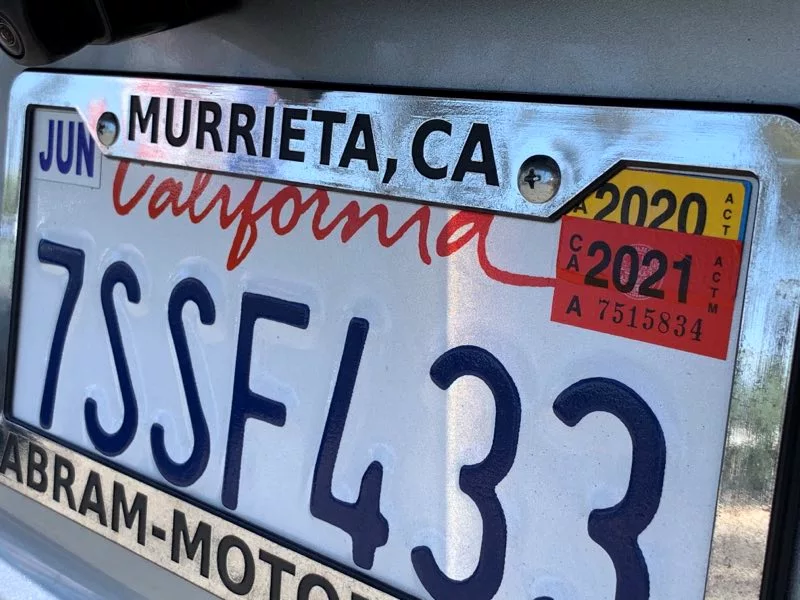 MURRIETA, CA
JUN
California
2020
ACT
CA 2021 ACTM
A 7515834
7SSF433
ABRAM-MOTO